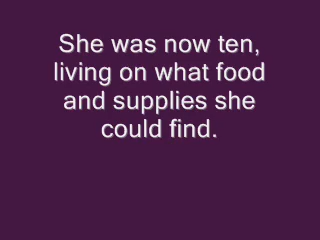 She was now ten,
living on what food
and supplies she
could find.